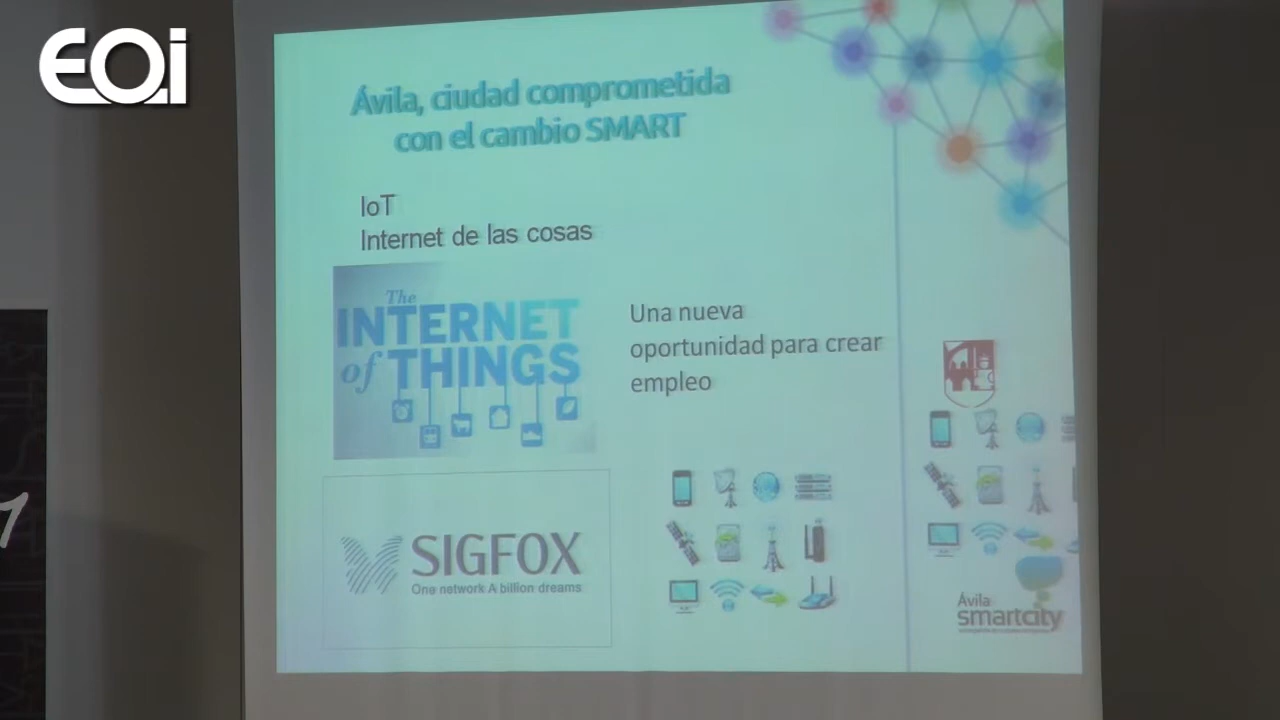 EOi
Ávila, ciudad comprometida
con el cambio SMART
IoT
Internet de las cosas
The
INTERNET
of THINGS
Una nueva
oportunidad para crear
empleo
SIGFOX
One network A billion dreams
Ávila
smartcity